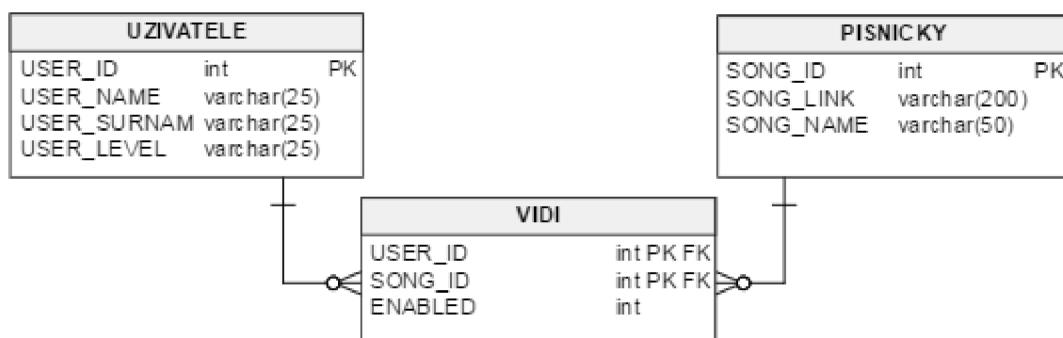 UZIVATELE
USER_ID int PK
USER_NAME varchar(25)
USER_SURNAM varchar(25)
USER_LEVEL varchar(25)
PISNICKY
SONG_ID int PK
SONG_LINK varchar(200)
SONG_NAME varchar(50)
VIDI
USER_ID int PK FK
SONG_ID int PK FK
ENABLED int